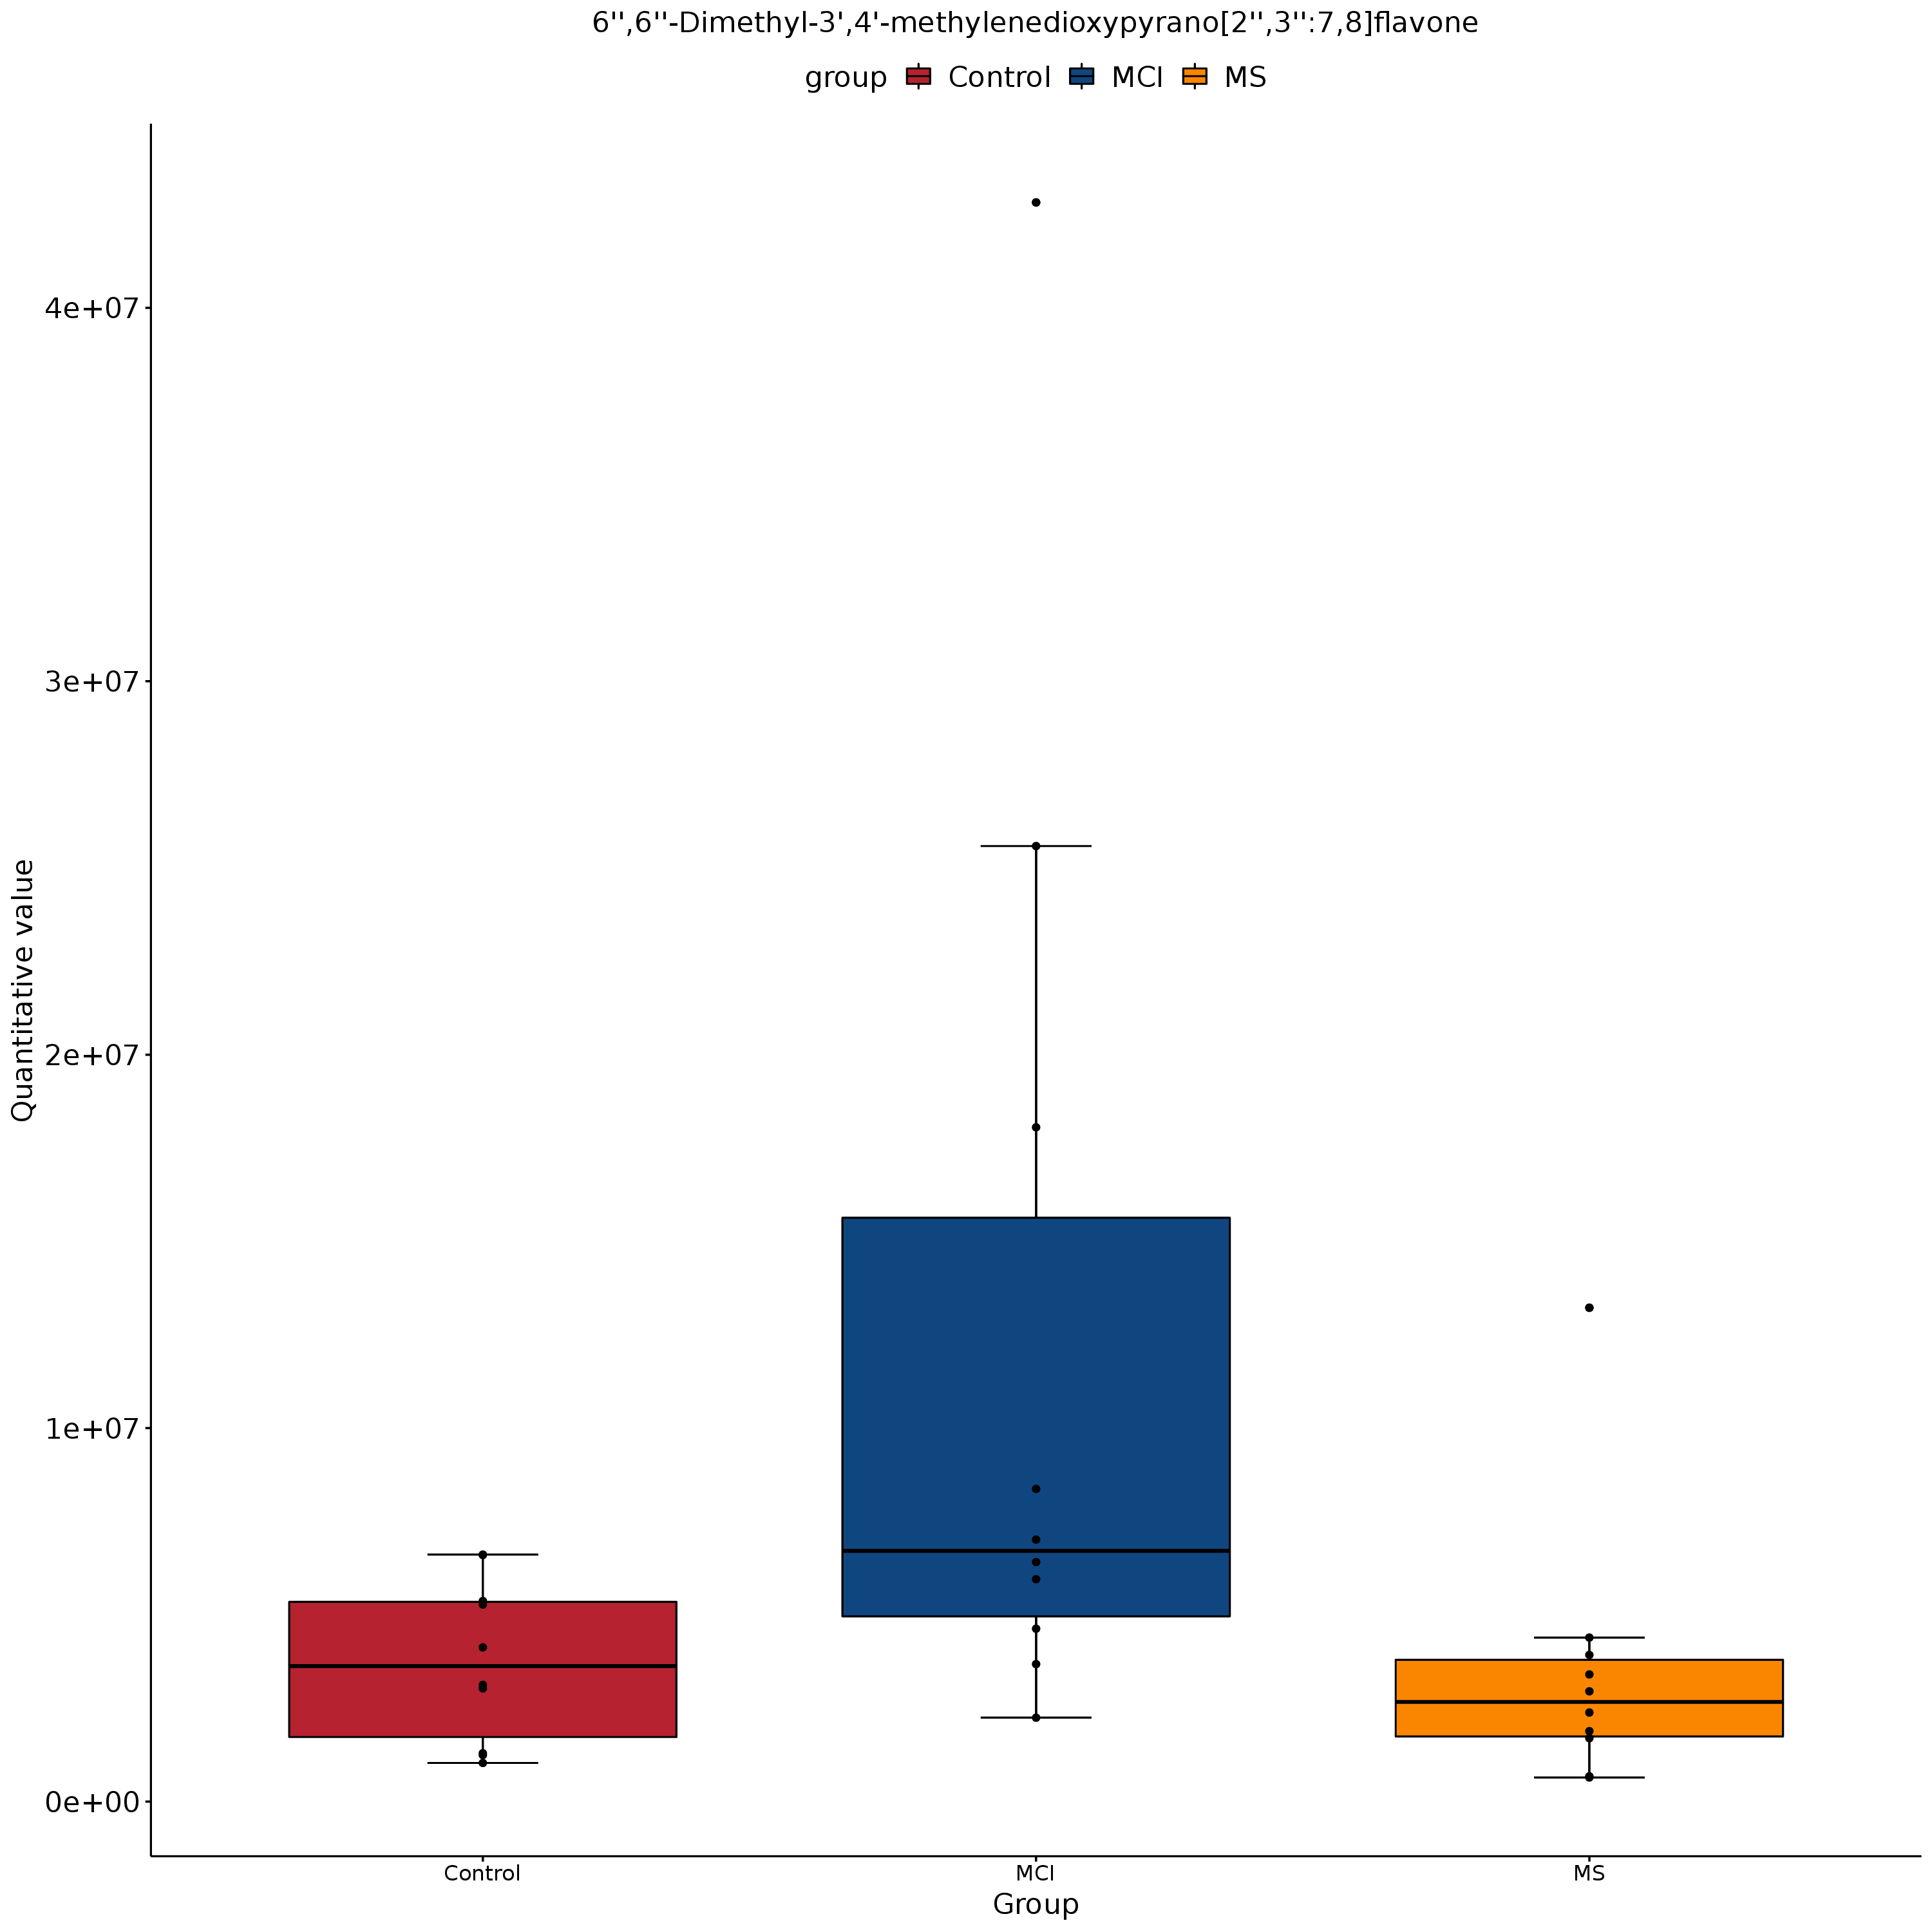 6'',6''-Dimethyl-3',4'-methylenedioxypyrano[2'',3'':7,8]flavone
group Control MCI MS
4e+07
3e+07
2e+07
1e+07
0e+00
Quantitative value
Control MCI MS
Group